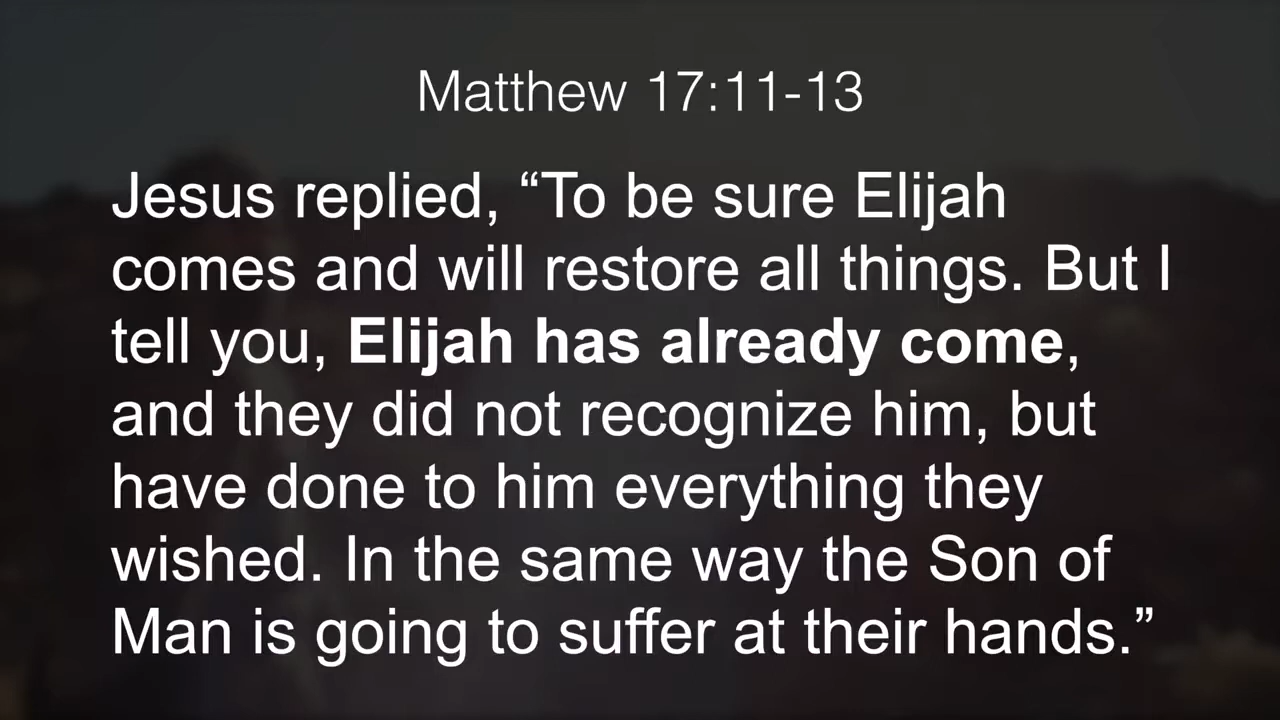 Matthew 17:11-13
Jesus replied, “To be sure Elijah
comes and will restore all things. But I
tell you, Elijah has already come,
and they did not recognize him, but
have done to him everything they
wished. In the same way the Son of
Man is going to suffer at their hands.”